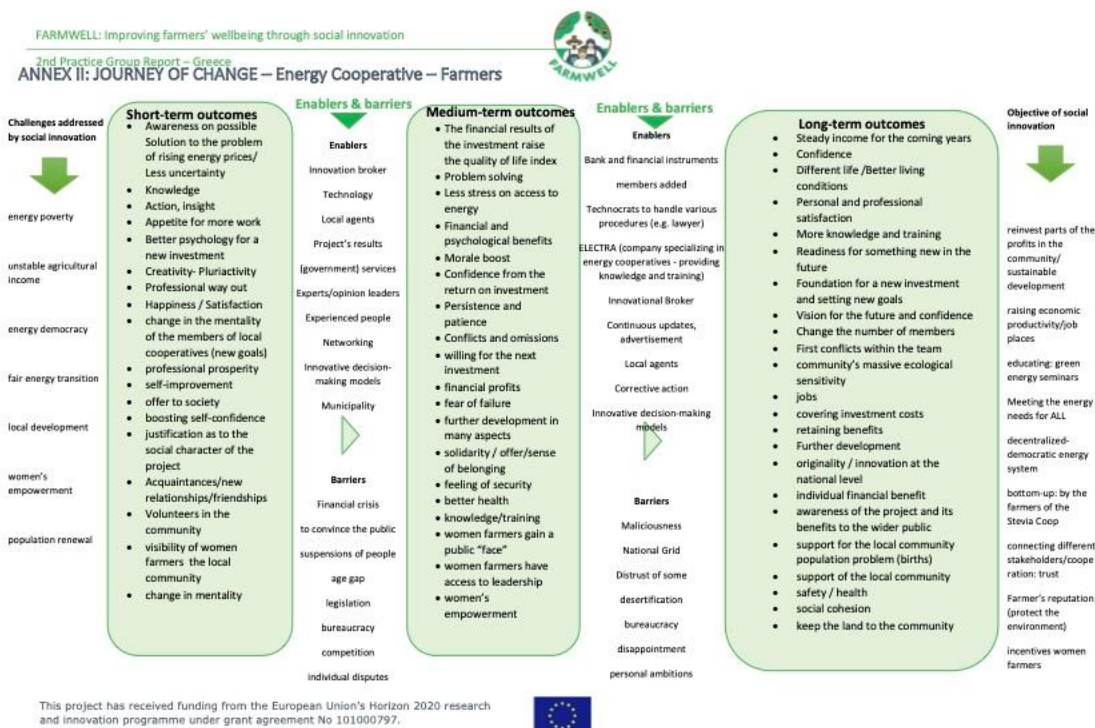 FARMWELL: Improving farmers' wellbeing through social innovation
2nd Practice Group Report – Greece
FARMWELL
ANNEX II: JOURNEY OF CHANGE – Energy Cooperative – Farmers
Challenges addressed
by social innovation
energy poverty
unstable agricultural
income
energy democracy
fair energy transition
local development
women's
empowerment
population renewal
Short-term outcomes
• Awareness on possible
Solution to the problem
of rising energy prices/
Less uncertainty
• Knowledge
• Action, insight
• Appetite for more work
• Better psychology for a
new investment
• Creativity- Pluriactivity
• Professional way out
• Happiness / Satisfaction
• change in the mentality
of the members of local
cooperatives (new goals)
• professional prosperity
• self-improvement
• offer to society
• boosting self-confidence
• justification as to the
social character of the
project
• Acquaintances/new
relationships/friendships
• Volunteers in the
community
• visibility of women
farmers the local
community
• change in mentality
Enablers & barriers
Enablers
Innovation broker
Technology
Local agents
Project's results
(government) services
Experts/opinion leaders
Experienced people
Networking
Innovative decision-
making models
Municipality
Barriers
Financial crisis
to convince the public
suspensions of people
age gap
legislation
bureaucracy
competition
individual disputes
Medium-term outcomes
• The financial results of
the investment raise
the quality of life index
• Problem solving
• Less stress on access to
energy
• Financial and
psychological benefits
• Morale boost
• Confidence from the
return on investment
• Persistence and
patience
• Conflicts and omissions
• willing for the next
investment
• financial profits
• fear of failure
• further development in
many aspects
• solidarity / offer/sense
of belonging
• feeling of security
• better health
• knowledge/training
• women farmers gain a
public "face"
• women farmers have
access to leadership
• women's
empowerment
Enablers & barriers
Enablers
Bank and financial instruments
members added
Technocrats to handle various
procedures (e.g. lawyer)
ELECTRA (company specializing in
energy cooperatives - providing
knowledge and training)
Innovational Broker
Continuous updates,
advertisement
Local agents
Corrective action
Innovative decision-making
models
Barriers
Maliciousness
National Grid
Distrust of some
desertification
bureaucracy
disappointment
personal ambitions
Long-term outcomes
• Steady income for the coming years
• Confidence
• Different life /Better living
conditions
• Personal and professional
satisfaction
• More knowledge and training
• Readiness for something new in the
future
• Foundation for a new investment
and setting new goals
• Vision for the future and confidence
• Change the number of members
• First conflicts within the team
• community's massive ecological
sensitivity
• jobs
• covering investment costs
• retaining benefits
• Further development
• originality / innovation at the
national level
• individual financial benefit
• awareness of the project and its
benefits to the wider public
• support for the local community
population problem (births)
• support of the local community
• safety / health
• social cohesion
• keep the land to the community
Objective of social
innovation
reinvest parts of the
profits in the
community/
sustainable
development
raising economic
productivity/job
places
educating: green
energy seminars
Meeting the energy
needs for ALL
decentralized-
democratic energy
system
bottom-up: by the
farmers of the
Stevia Coop
connecting different
stakeholders/coope
ration: trust
Farmer's reputation
(protect the
environment)
incentives women
farmers
This project has received funding from the European Union's Horizon 2020 research
and innovation programme under grant agreement No 101000797.